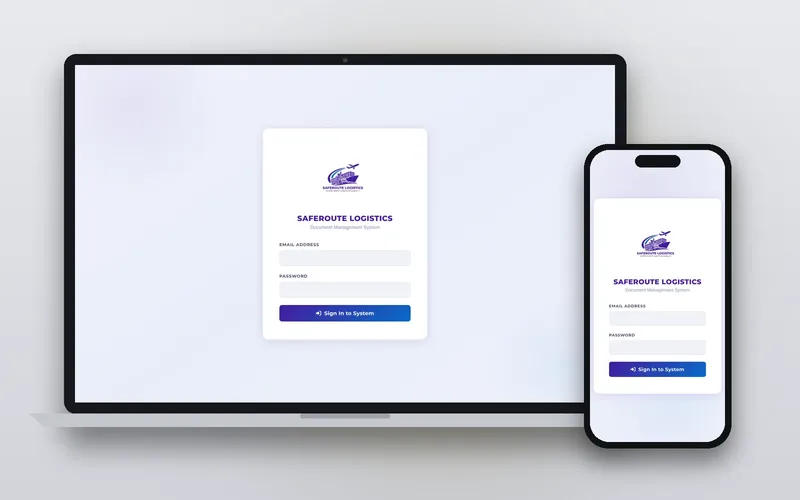 SAFEROUTE LOGISTICS
SAFEROUTE LOGISTICS
Document Management System
EMAIL ADDRESS
PASSWORD
Sign In to System
SAFEROUTE LOGISTICS
SAFEROUTE LOGISTICS
Document Management System
EMAIL ADDRESS
PASSWORD
Sign In to System